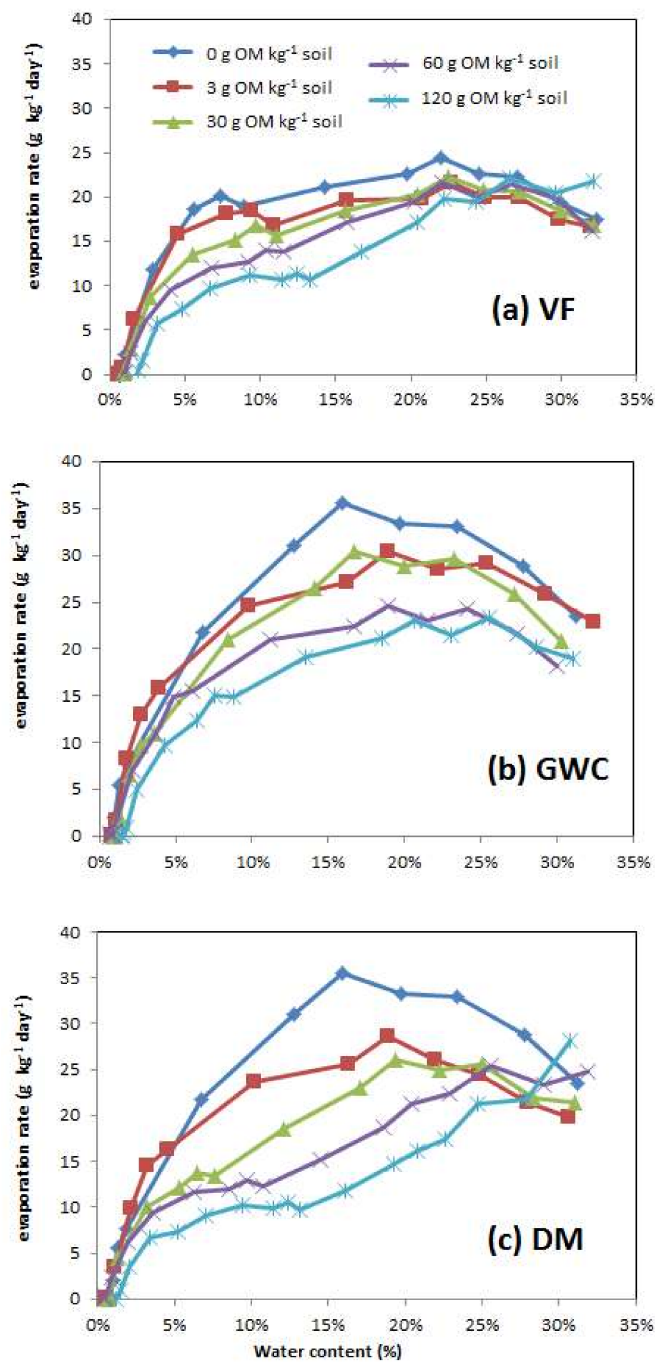 40
35
30
25
20
15
10
5
0
evaporation rate (g kg-1 day-1)
0 g OM kg-1 soil
3 g OM kg-1 soil
30 g OM kg-1 soil
60 g OM kg-1 soil
120 g OM kg-1 soil
(a) VF
0% 5% 10% 15% 20% 25% 30% 35%
40
35
30
25
20
15
10
5
0
evaporation rate (g kg-1 day-1)
(b) GWC
0% 5% 10% 15% 20% 25% 30% 35%
40
35
30
25
20
15
10
5
0
evaporation rate (g kg-1 day-1)
(c) DM
0% 5% 10% 15% 20% 25% 30% 35%
Water content (%)